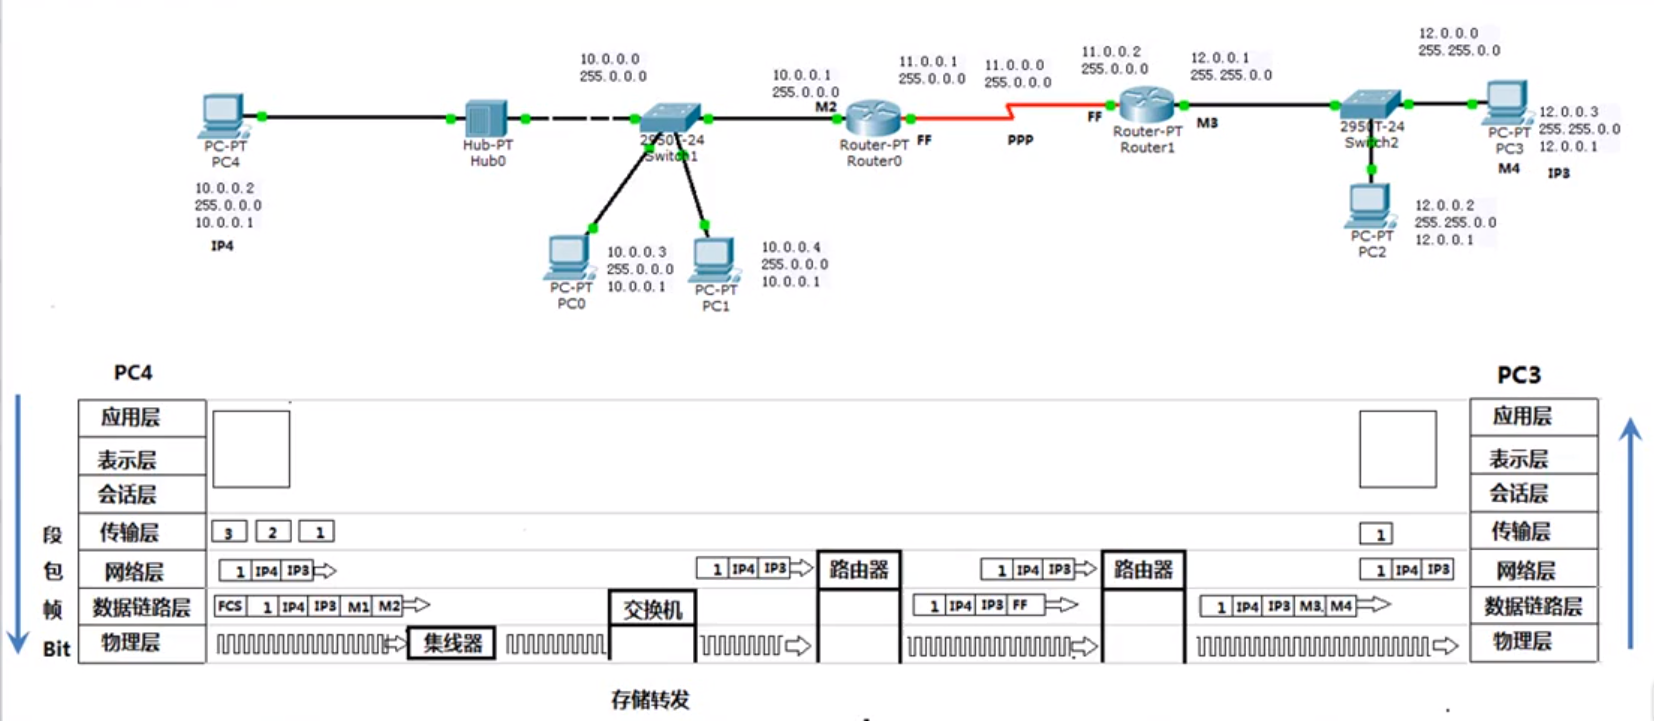 10.0.0.0
255.0.0.0
10.0.0.1
255.0.0.0
M2
11.0.0.1
255.0.0.0
11.0.0.0
255.0.0.0
11.0.0.2
255.0.0.0
12.0.0.1
255.255.0.0
12.0.0.0
255.255.0.0
PC-PT
PC4
10.0.0.2
255.0.0.0
10.0.0.1
IP4
Hub-PT
Hub0
2950T-24
Switch1
Router-PT
Router0
FF
PPP
FF
Router-PT
Router1
M3
2950T-24
Switch2
PC-PT
PC3
M4
12.0.0.3
255.255.0.0
12.0.0.1
IP3
PC-PT
PC0
10.0.0.3
255.0.0.0
10.0.0.1
PC-PT
PC1
10.0.0.4
255.0.0.0
10.0.0.1
PC-PT
PC2
12.0.0.2
255.255.0.0
12.0.0.1
PC4
PC3
应用层
应用层
表示层
表示层
会话层
会话层
段 传输层 3 2 1
1 传输层
包 网络层 1 IP4 IP3
1 IP4 IP3 路由器
1 IP4 IP3 路由器
1 IP4 IP3 网络层
帧 数据链路层 FCS 1 IP4 IP3 M1 M2
交换机
1 IP4 IP3 FF
1 IP4 IP3 M3. M4 数据链路层
Bit 物理层 集线器 物理层
存储转发